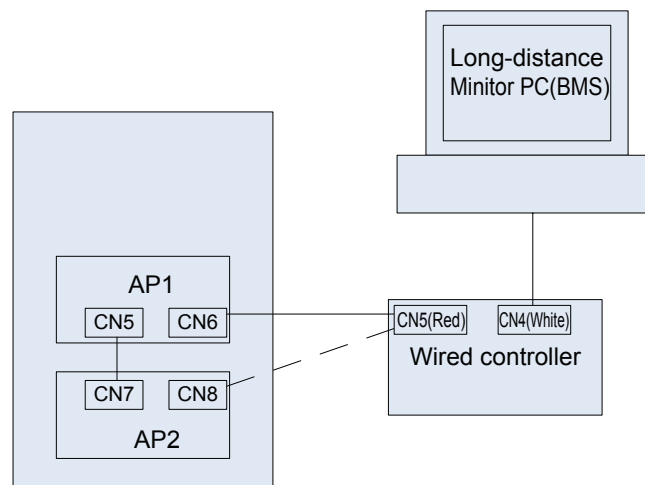 Long-distance
Minitor PC(BMS)
AP1
CN5
CN6
CN5(Red)
CN4(White)
Wired controller
CN7
CN8
AP2